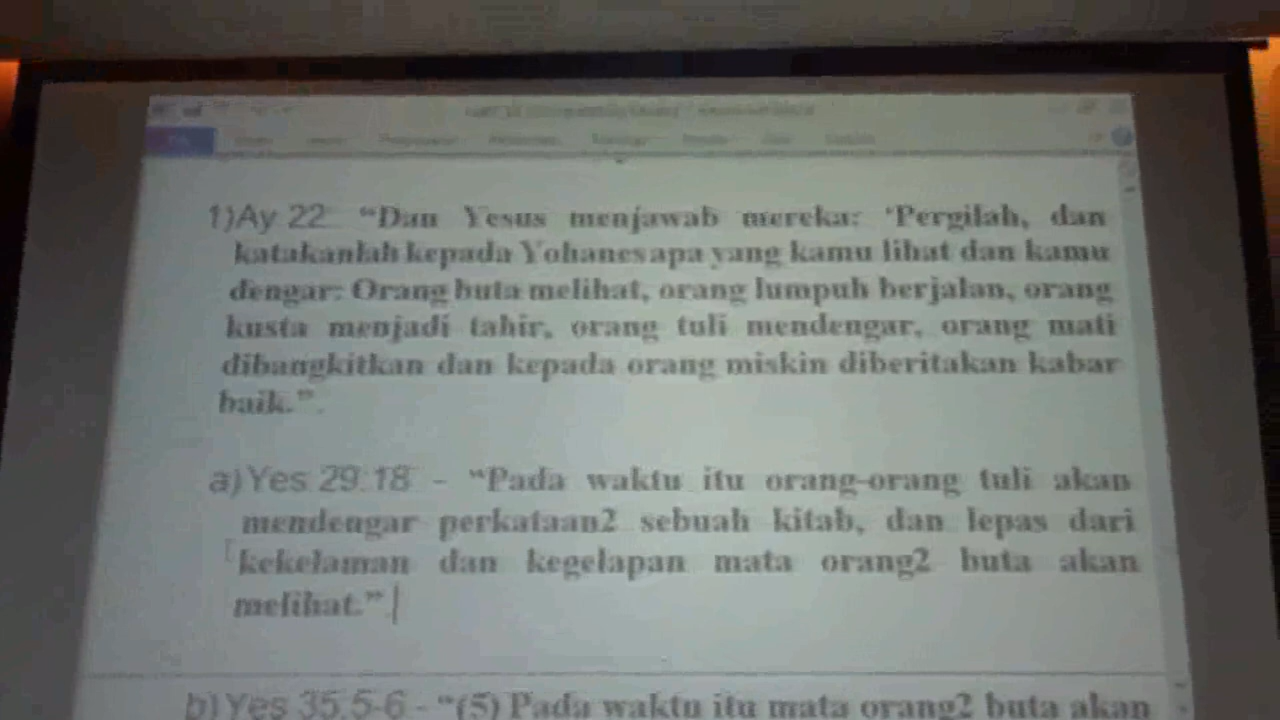 1)Ay 22: "Dan Yesus menjawab mereka: 'Pergilah, dan
katakanlah kepada Yohanes apa yang kamu lihat dan kamu
dengar: Orang buta melihat, orang lumpuh berjalan, orang
kusta menjadi tahir, orang tuli mendengar, orang mati
dibangkitkan dan kepada orang miskin diberitakan kabar
baik.".
a)Yes 29:18 - "Pada waktu itu orang-orang tuli akan
mendengar perkataan2 sebuah kitab, dan lepas dari
kekelaman dan kegelapan mata orang2 buta akan
melihat."
b)Yes 35:5-6 - "(5) Pada waktu itu mata orang2 buta akan